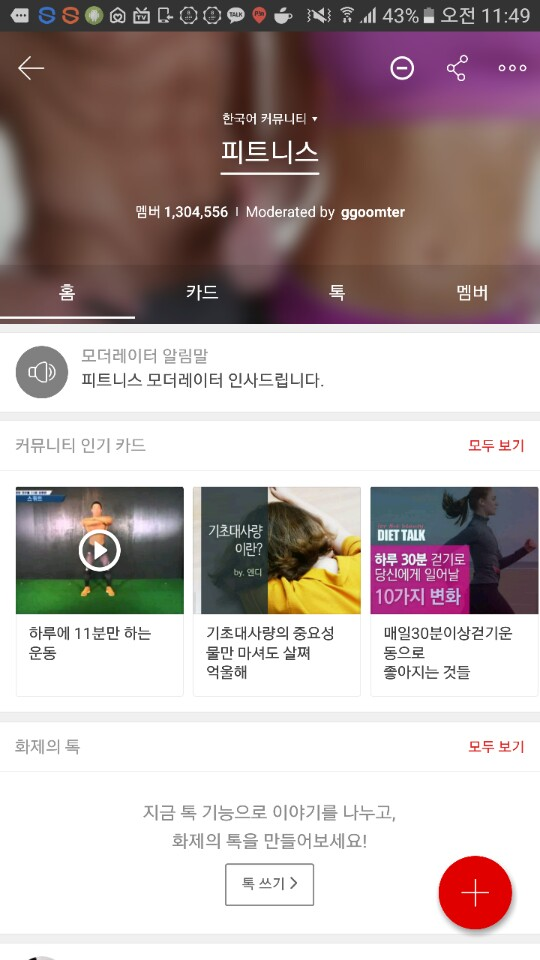 43% 오전 11:49
한국어 커뮤니티 ▾
피트니스
멤버 1,304,556 | Moderated by ggoomter
홈 카드 톡 멤버
모더레이터 알림말
피트니스 모더레이터 인사드립니다.
커뮤니티 인기 카드 모두 보기
스쿼트
기초대사량
이란?
by. 앤디
DIET TALK
하루 30분 걷기로
당신에게 일어날
10가지 변화
하루에 11분만 하는
운동
기초대사량의 중요성
물만 마셔도 살쪄
억울해
매일30분이상걷기운
동으로
좋아지는 것들
화제의 톡 모두 보기
지금 톡 기능으로 이야기를 나누고,
화제의 톡을 만들어보세요!
톡 쓰기 >